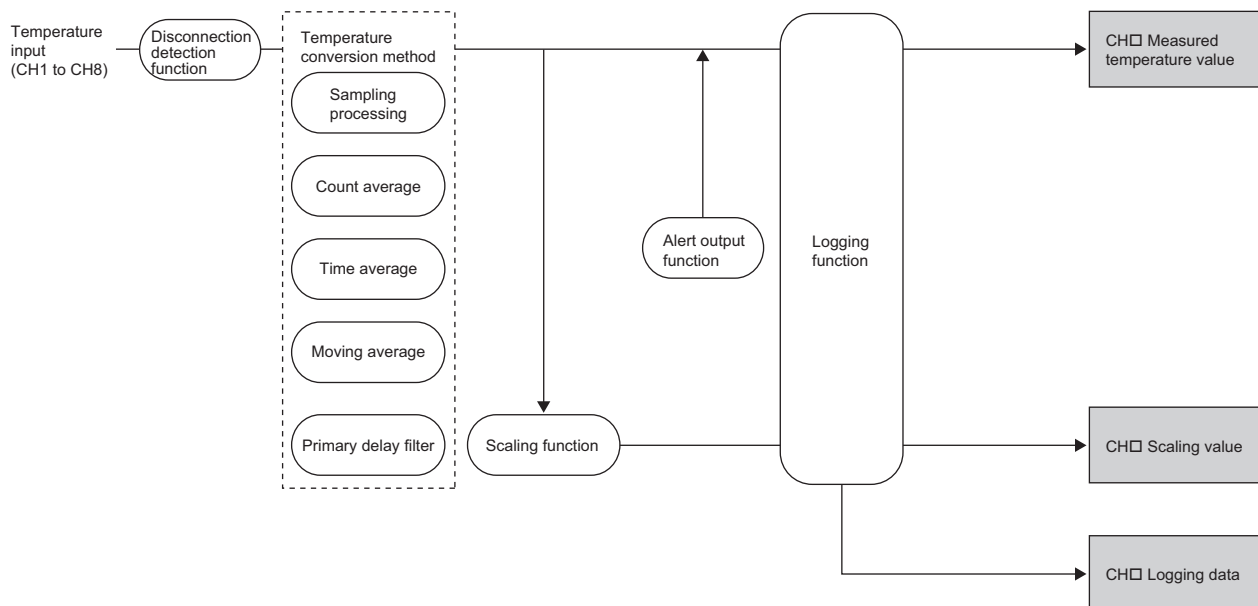 Temperature
input
(CH1 to CH8)
Disconnection
detection
function
Temperature
conversion method
Sampling
processing
Count average
Time average
Moving average
Primary delay filter
Scaling function
Alert output
function
Logging
function
CH□ Measured
temperature value
CH□ Scaling value
CH□ Logging data